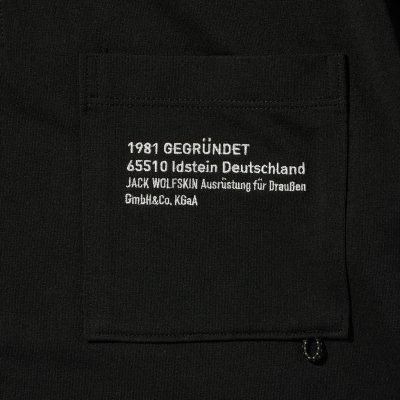 1981 GEGRÜNDET
65510 Idstein Deutschland
JACK WOLFSKIN Ausrüstung für Draußen
GmbH&Co. KGaA